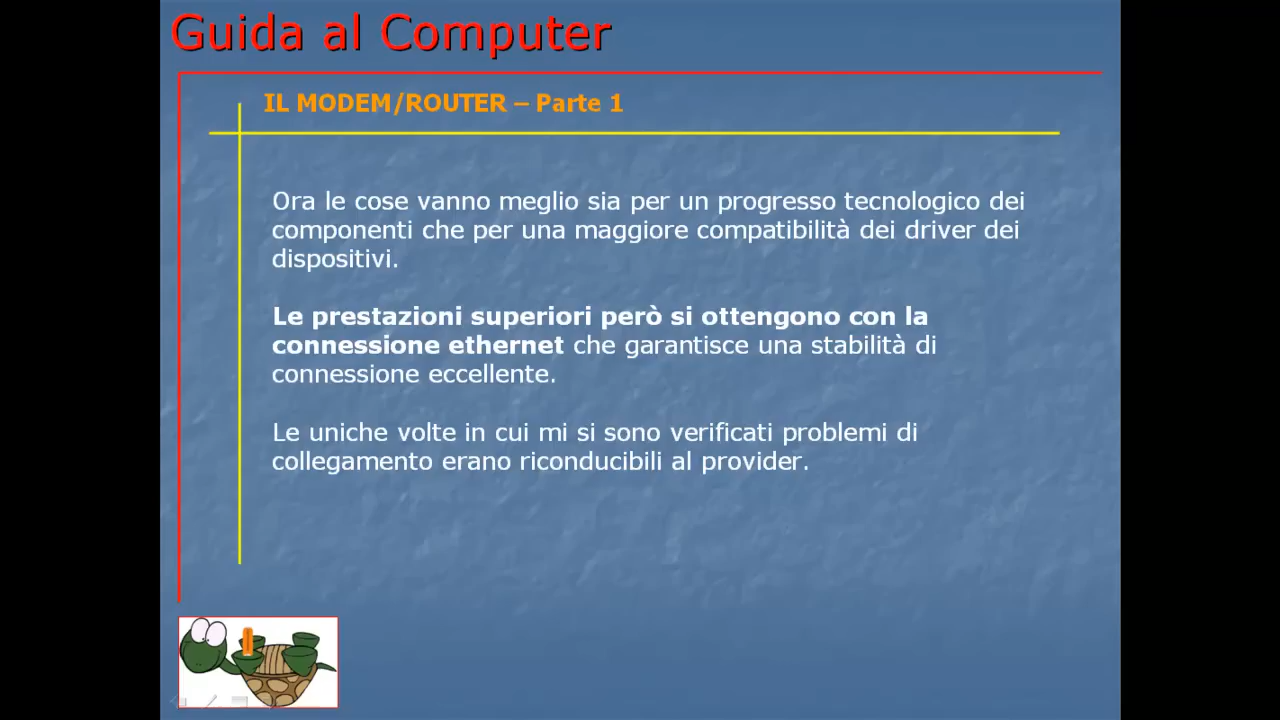 Guida al Computer
IL MODEM/ROUTER – Parte 1
Ora le cose vanno meglio sia per un progresso tecnologico dei
componenti che per una maggiore compatibilità dei driver dei
dispositivi.
Le prestazioni superiori però si ottengono con la
connessione ethernet che garantisce una stabilità di
connessione eccellente.
Le uniche volte in cui mi si sono verificati problemi di
collegamento erano riconducibili al provider.